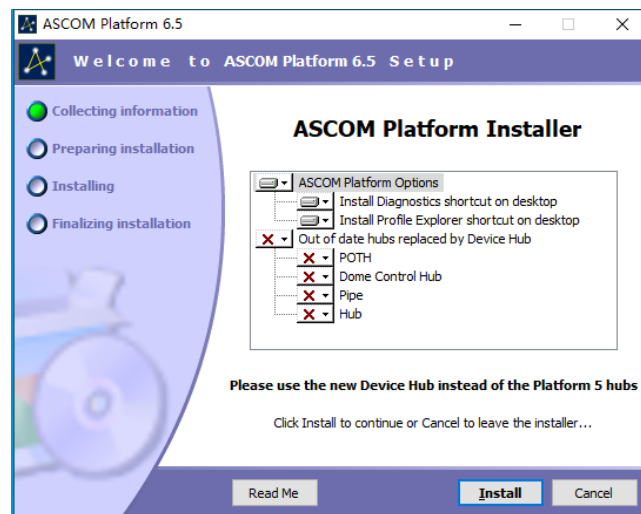 ASCOM Platform 6.5
Welcome to ASCOM Platform 6.5 Setup
Collecting information
Preparing installation
Installing
Finalizing installation
ASCOM Platform Installer
ASCOM Platform Options
Install Diagnostics shortcut on desktop
Install Profile Explorer shortcut on desktop
Out of date hubs replaced by Device Hub
POTH
Dome Control Hub
Pipe
Hub
Please use the new Device Hub instead of the Platform 5 hubs
Click Install to continue or Cancel to leave the installer...
Read Me
Install
Cancel